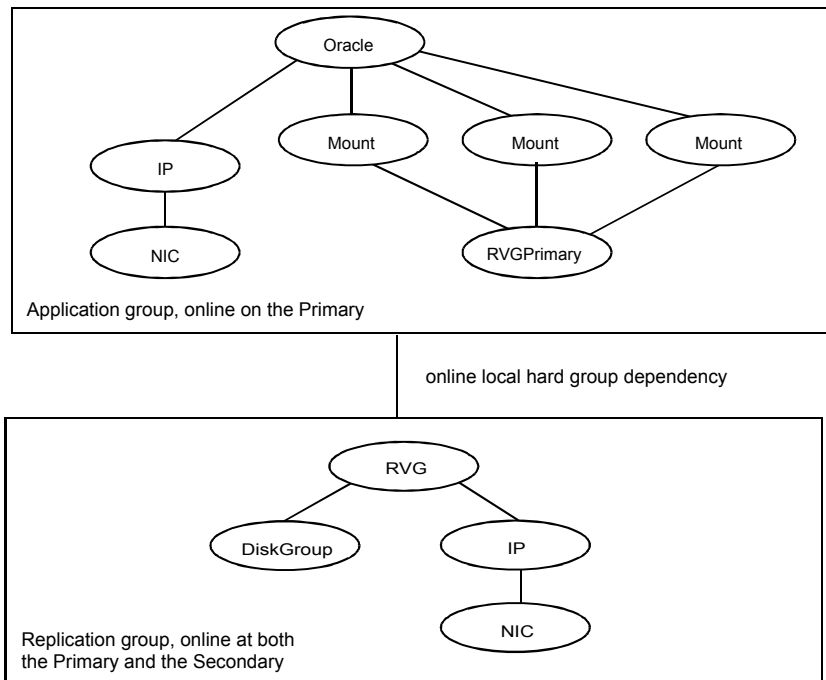 Oracle
Mount
Mount
Mount
IP
NIC
RVGPrimary
Application group, online on the Primary
online local hard group dependency
RVG
DiskGroup
IP
NIC
Replication group, online at both
the Primary and the Secondary